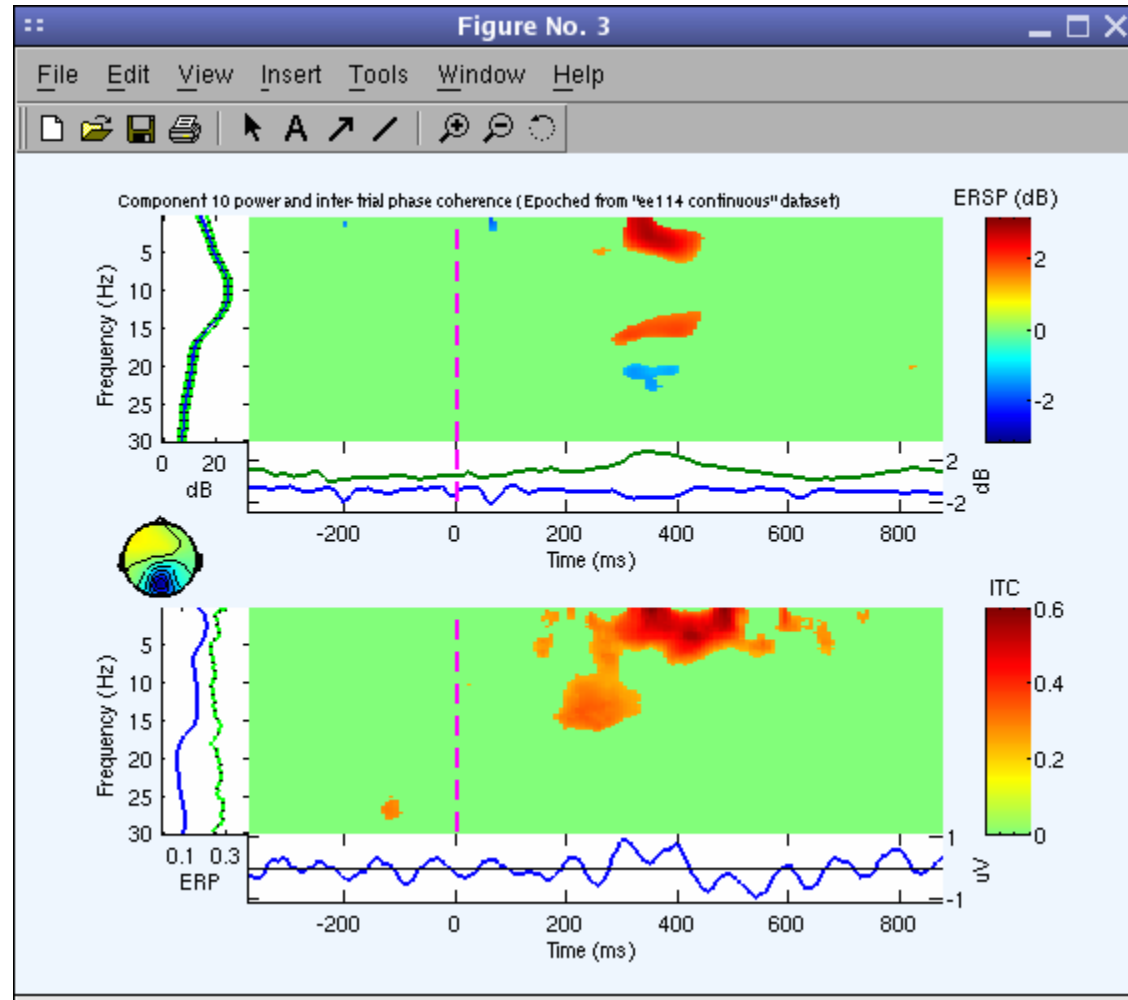 Figure No. 3
File Edit View Insert Tools Window Help
A
Component 10 power and inter-trial phase coherence (Epoched from "ee114 continuous" dataset)
ERSP (dB)
Frequency (Hz)
5
10
15
20
25
30
0 20
dB
2
0
-2
2
-2
dB
-200 0 200 400 600 800
Time (ms)
ITC
Frequency (Hz)
5
10
15
20
25
30
0.1 0.3
ERP
0.6
0.4
0.2
0
1
-1
uV
-200 0 200 400 600 800
Time (ms)